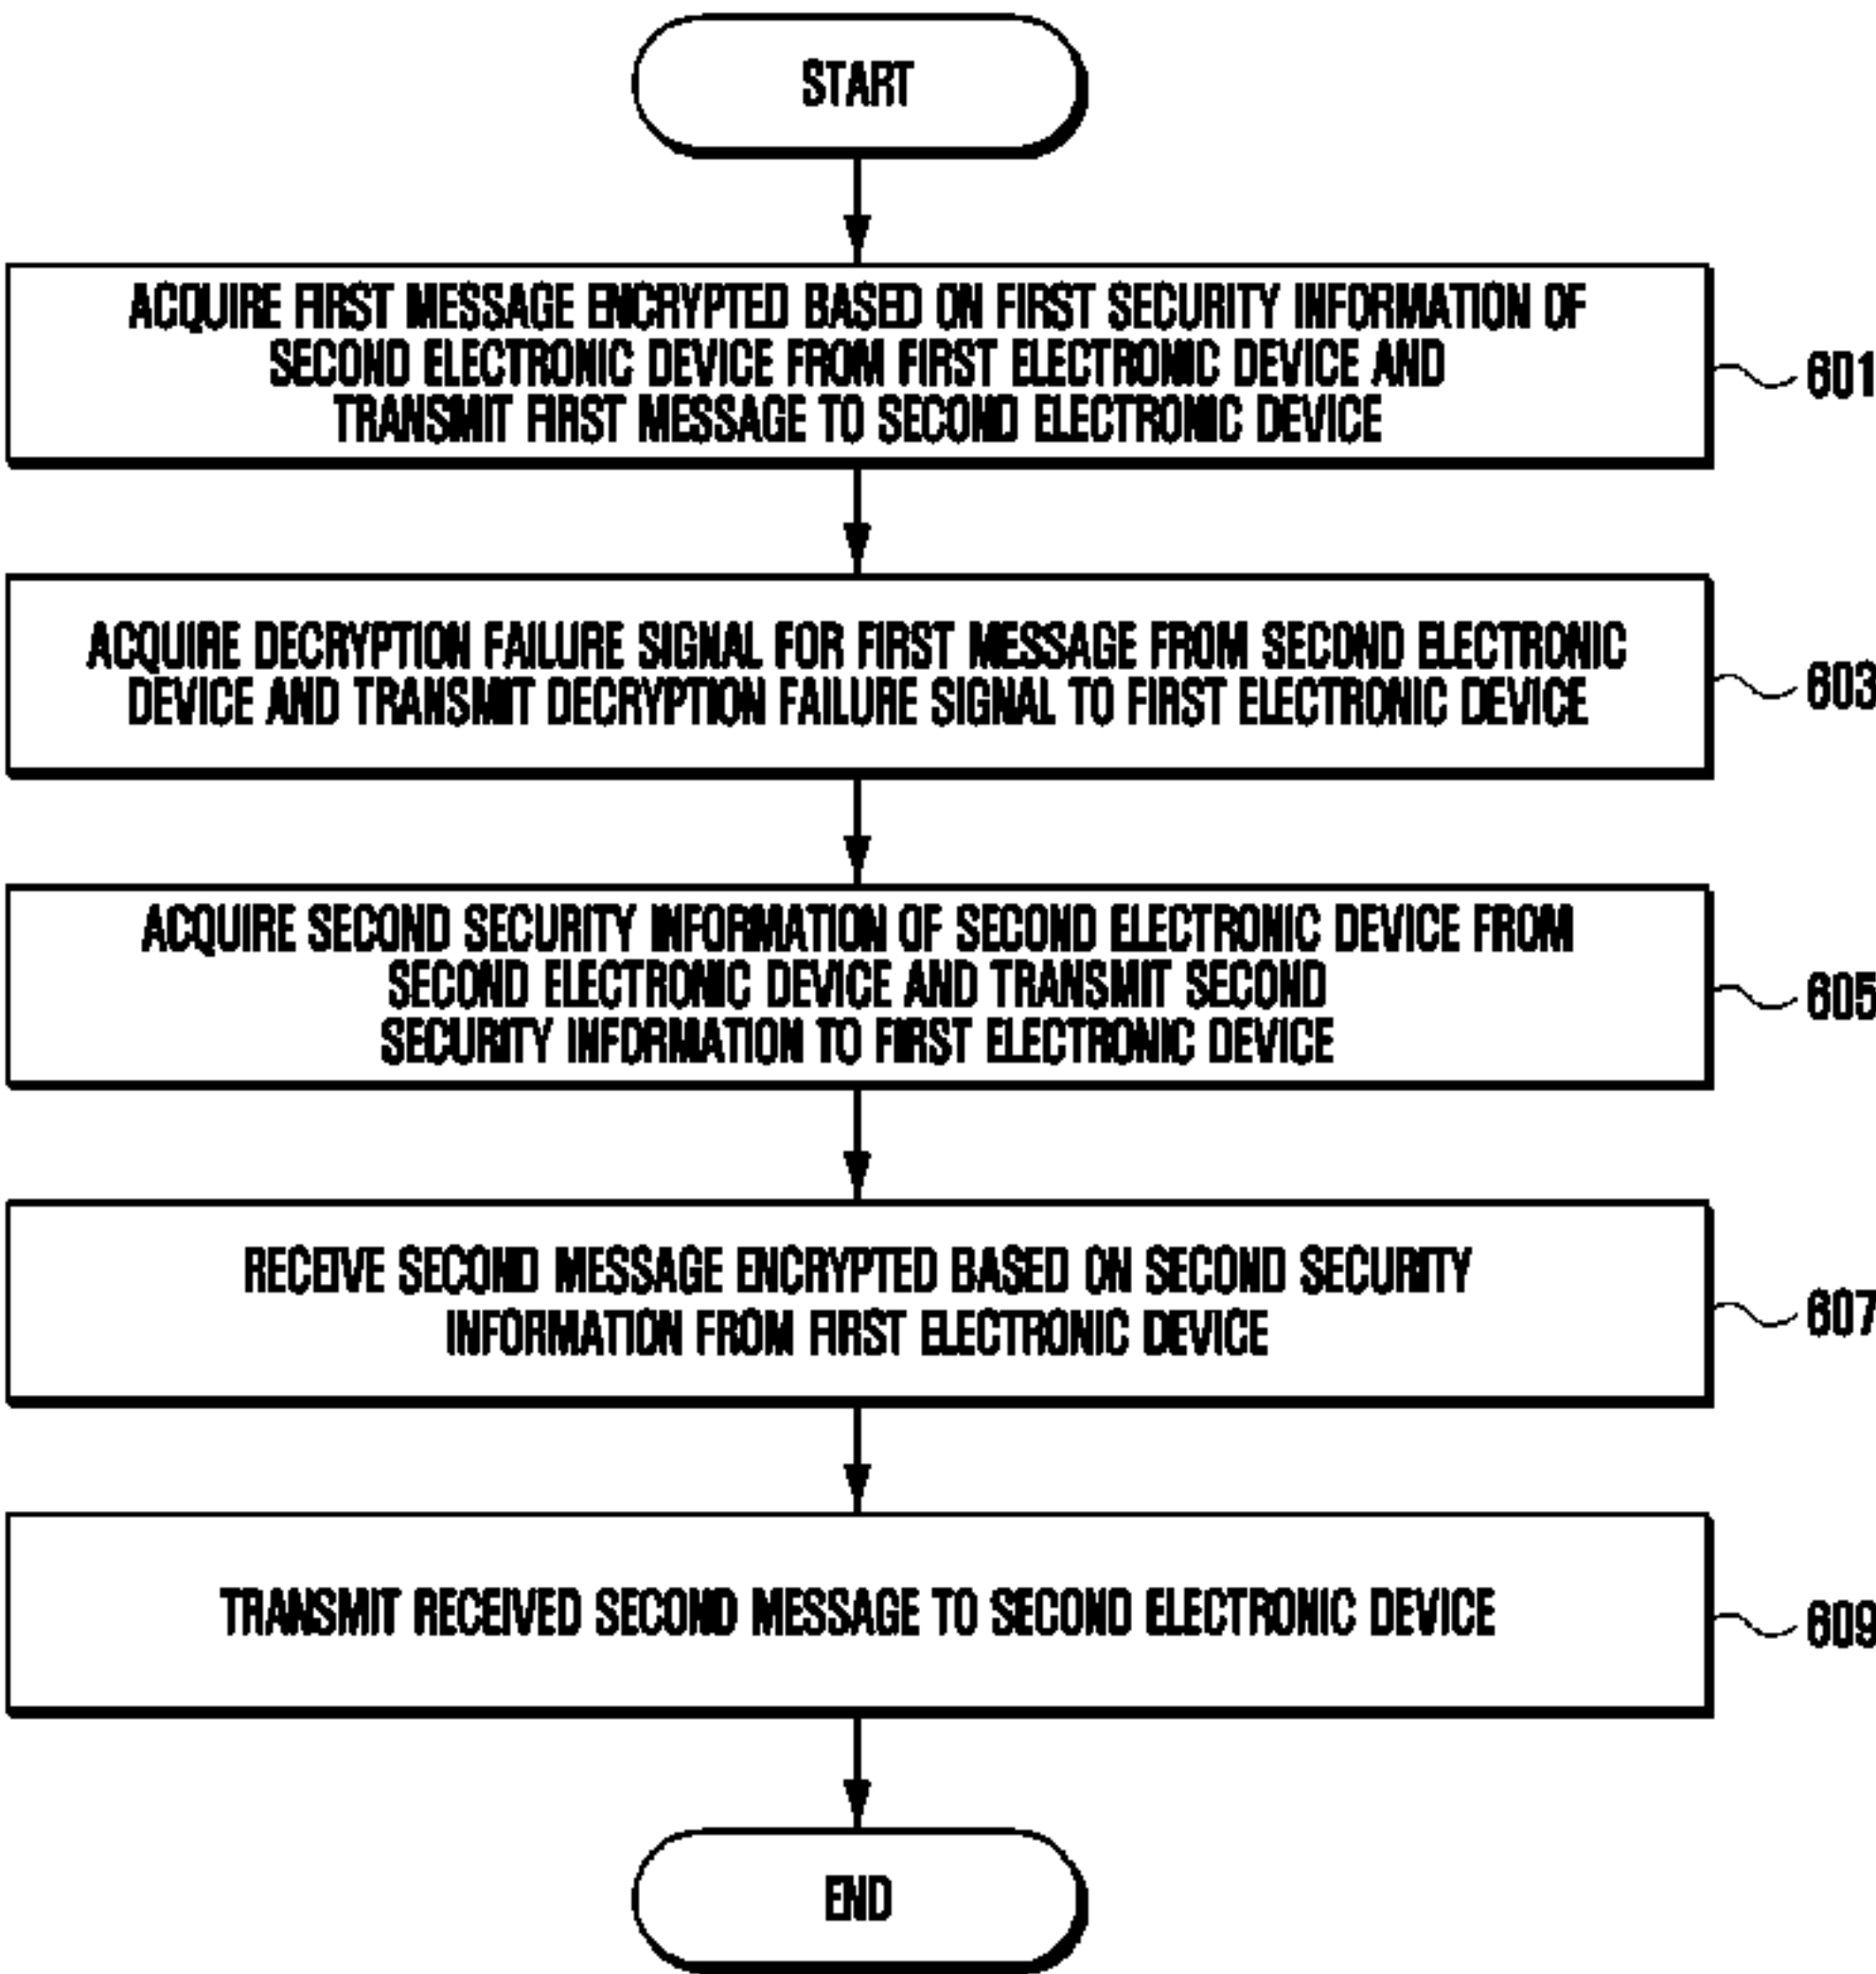 START
ACQUIRE FIRST MESSAGE ENCRYPTED BASED ON FIRST SECURITY INFORMATION OF
SECOND ELECTRONIC DEVICE FROM FIRST ELECTRONIC DEVICE AND
TRANSMIT FIRST MESSAGE TO SECOND ELECTRONIC DEVICE
601
ACQUIRE DECRYPTION FAILURE SIGNAL FOR FIRST MESSAGE FROM SECOND ELECTRONIC
DEVICE AND TRANSMIT DECRYPTION FAILURE SIGNAL TO FIRST ELECTRONIC DEVICE
603
ACQUIRE SECOND SECURITY INFORMATION OF SECOND ELECTRONIC DEVICE FROM
SECOND ELECTRONIC DEVICE AND TRANSMIT SECOND
SECURITY INFORMATION TO FIRST ELECTRONIC DEVICE
605
RECEIVE SECOND MESSAGE ENCRYPTED BASED ON SECOND SECURITY
INFORMATION FROM FIRST ELECTRONIC DEVICE
607
TRANSMIT RECEIVED SECOND MESSAGE TO SECOND ELECTRONIC DEVICE
609
END